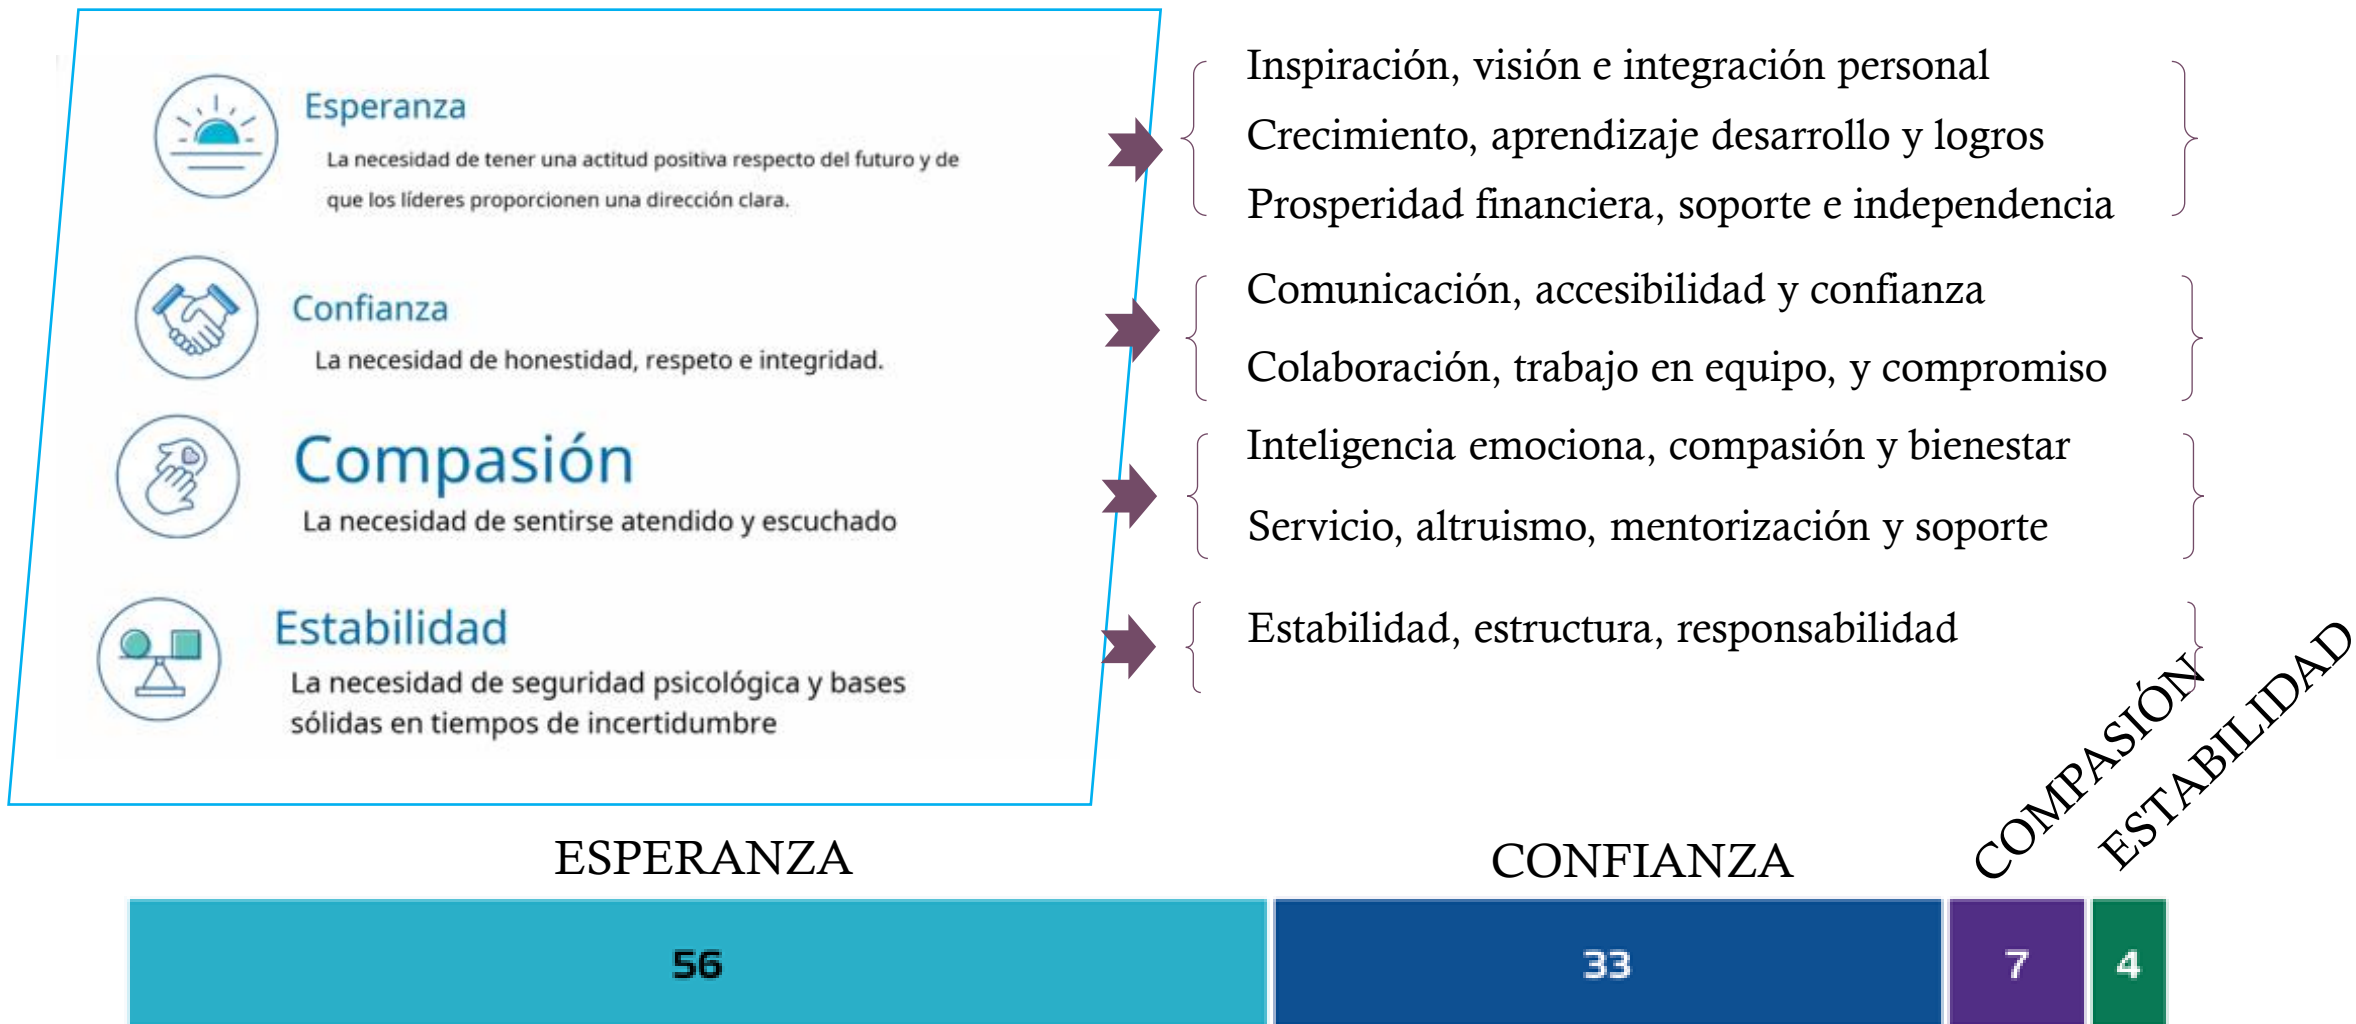 Esperanza
La necesidad de tener una actitud positiva respecto del futuro y de
que los líderes proporcionen una dirección clara.
Inspiración, visión e integración personal
Crecimiento, aprendizaje desarrollo y logros
Prosperidad financiera, soporte e independencia
Confianza
La necesidad de honestidad, respeto e integridad.
Comunicación, accesibilidad y confianza
Colaboración, trabajo en equipo, y compromiso
Compasión
La necesidad de sentirse atendido y escuchado
Inteligencia emociona, compasión y bienestar
Servicio, altruismo, mentorización y soporte
Estabilidad
La necesidad de seguridad psicológica y bases
sólidas en tiempos de incertidumbre
Estabilidad, estructura, responsabilidad
ESPERANZA
CONFIANZA
COMPASIÓN
ESTABILIDAD
56
33
7
4